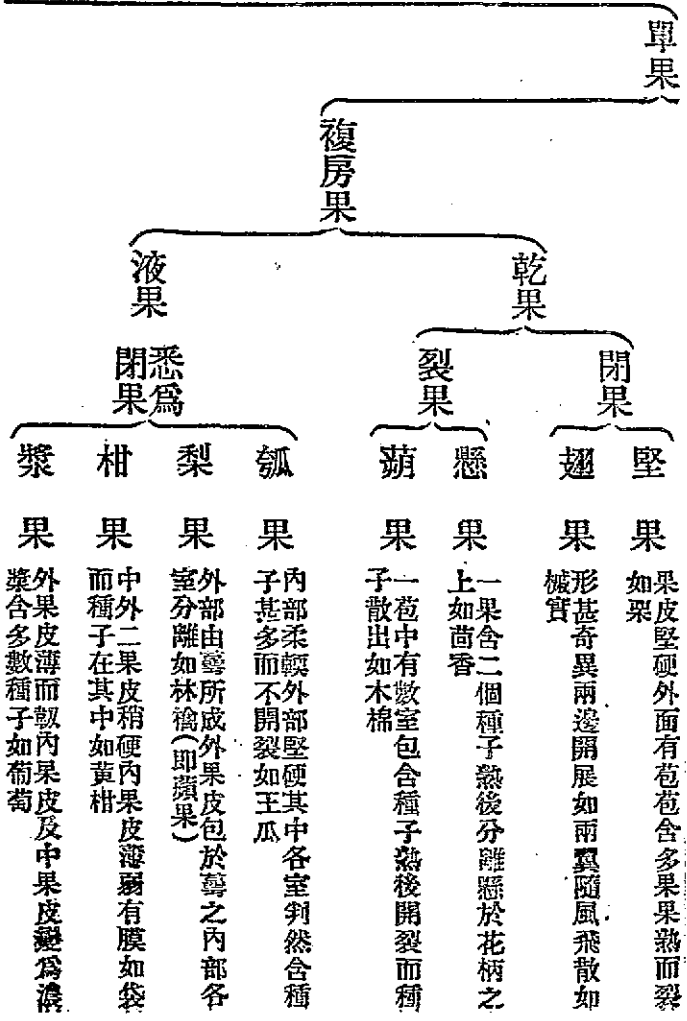 單果
複房果
乾果
閉果
堅果
果皮堅硬外面有苞苞含多果果熟而裂
如栗
翅果
形甚奇異兩邊開展如兩翼隨風飛散如
槭實
裂果
懸果
一果含二個種子熟後分離懸於花柄之
上如茴香
蒴果
一苞中有數室包含種子熟後開裂而種
子散出如木棉
液果
悉爲
閉果
瓠果
內部柔輭外部堅硬其中各室判然含種
子甚多而不開裂如王瓜
梨果
外部由萼所成外果皮包於萼之內部各
室分離如林檎(即蘋果)
柑果
中外二果皮稍硬內果皮薄弱有膜如袋
而種子在其中如黃柑
漿果
外果皮薄而韌內果皮及中果皮變爲濃
漿含多數種子如葡萄